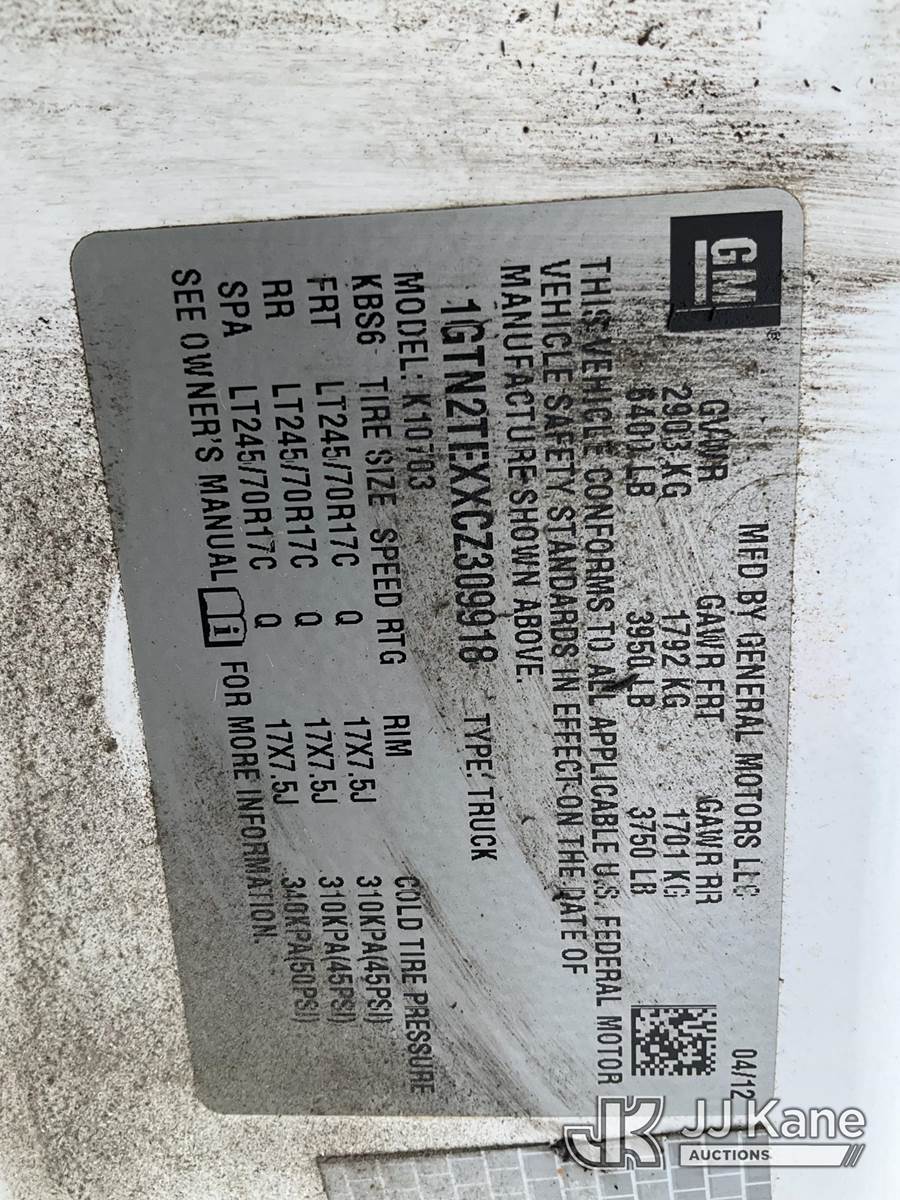 GM
MFD BY GENERAL MOTORS LLC 04/12
GVWR GAWR FRT GAWR RR
2903 KG 1792 KG 1701 KG
6400 LB 3950 LB 3750 LB
THIS VEHICLE CONFORMS TO ALL APPLICABLE U.S. FEDERAL MOTOR
VEHICLE SAFETY STANDARDS IN EFFECT ON THE DATE OF
MANUFACTURE SHOWN ABOVE.
1GTN2TEXXCZ309918 TYPE: TRUCK
MODEL: K10703
KBS6 TIRE SIZE SPEED RTG RIM COLD TIRE PRESSURE
FRT LT245/70R17C Q 17X7.5J 310KPA(45PSI)
RR LT245/70R17C Q 17X7.5J 310KPA(45PSI)
SPA LT245/70R17C Q 17X7.5J 340KPA(50PSI)
SEE OWNER'S MANUAL FOR MORE INFORMATION.
JK JJ Kane
AUCTIONS